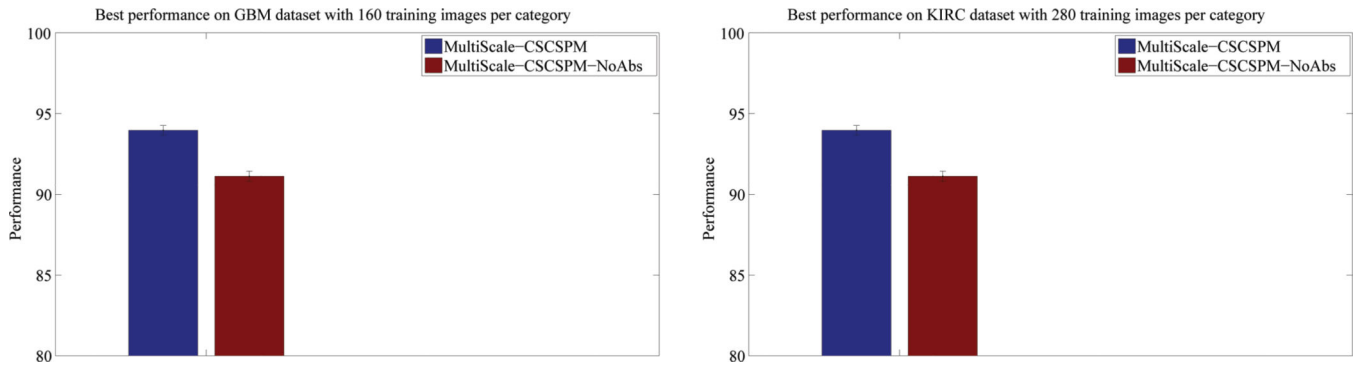 Best performance on GBM dataset with 160 training images per category
100
95
90
85
80
Performance
MultiScale−CSCSPM
MultiScale−CSCSPM−NoAbs
Best performance on KIRC dataset with 280 training images per category
100
95
90
85
80
Performance
MultiScale−CSCSPM
MultiScale−CSCSPM−NoAbs